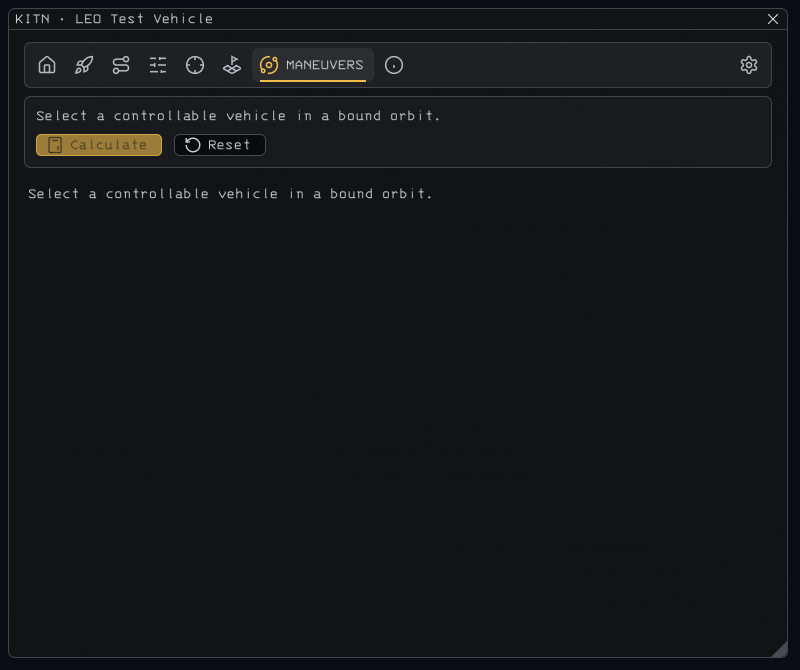 KITN · LEO Test Vehicle
MANEUVERS
Select a controllable vehicle in a bound orbit.
Calculate
Reset
Select a controllable vehicle in a bound orbit.